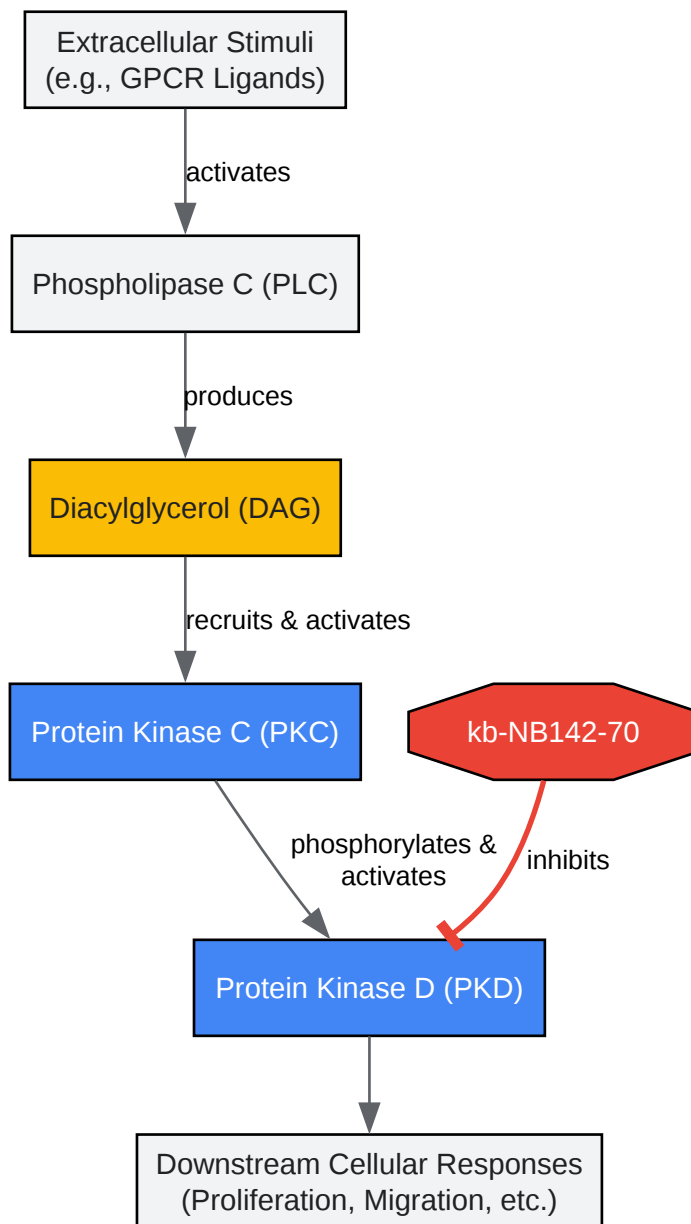 Extracellular Stimuli
(e.g., GPCR Ligands)
activates
Phospholipase C (PLC)
produces
Diacylglycerol (DAG)
recruits & activates
Protein Kinase C (PKC)
kb-NB142-70
phosphorylates &
activates
inhibits
Protein Kinase D (PKD)
Downstream Cellular Responses
(Proliferation, Migration, etc.)